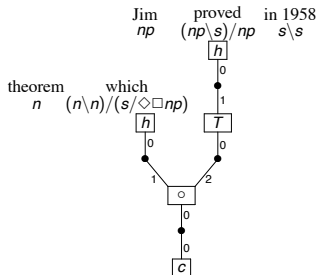 Jim proved in 1958
np (np\s)/np s\s
h
0
theorem which
n (n\n)/(s/◇□np)
1
h T
0 0
1 2
○
0
0
c